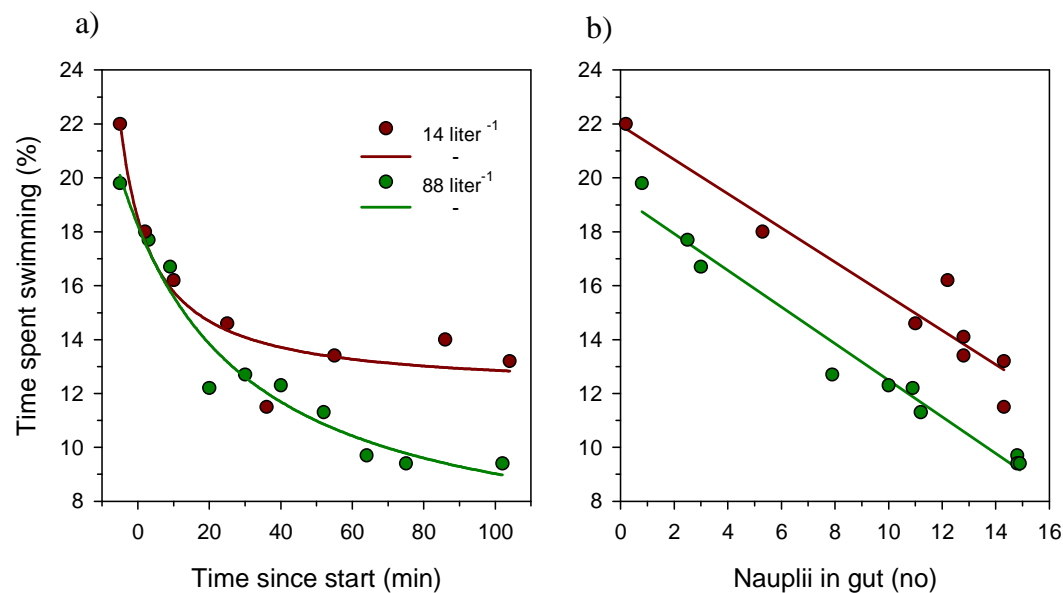 a)
b)
24
22
20
18
16
14
12
10
8
Time spent swimming (%)
14 liter -1
-
88 liter-1
-
0 20 40 60 80 100
Time since start (min)
24
22
20
18
16
14
12
10
8
0 2 4 6 8 10 12 14 16
Nauplii in gut (no)